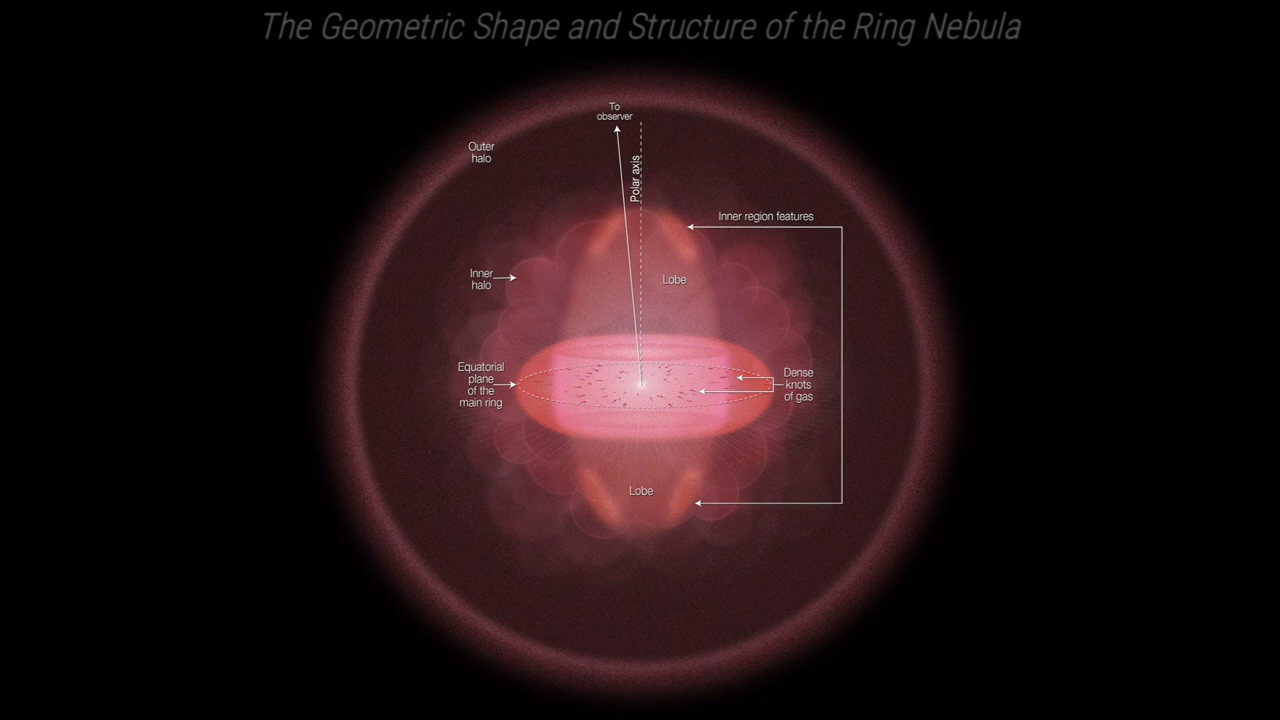 The Geometric Shape and Structure of the Ring Nebula
To
observer
Polar axis
Outer
halo
Inner region features
Inner
halo
Lobe
Equatorial
plane
of the
main ring
Dense
knots
of gas
Lobe